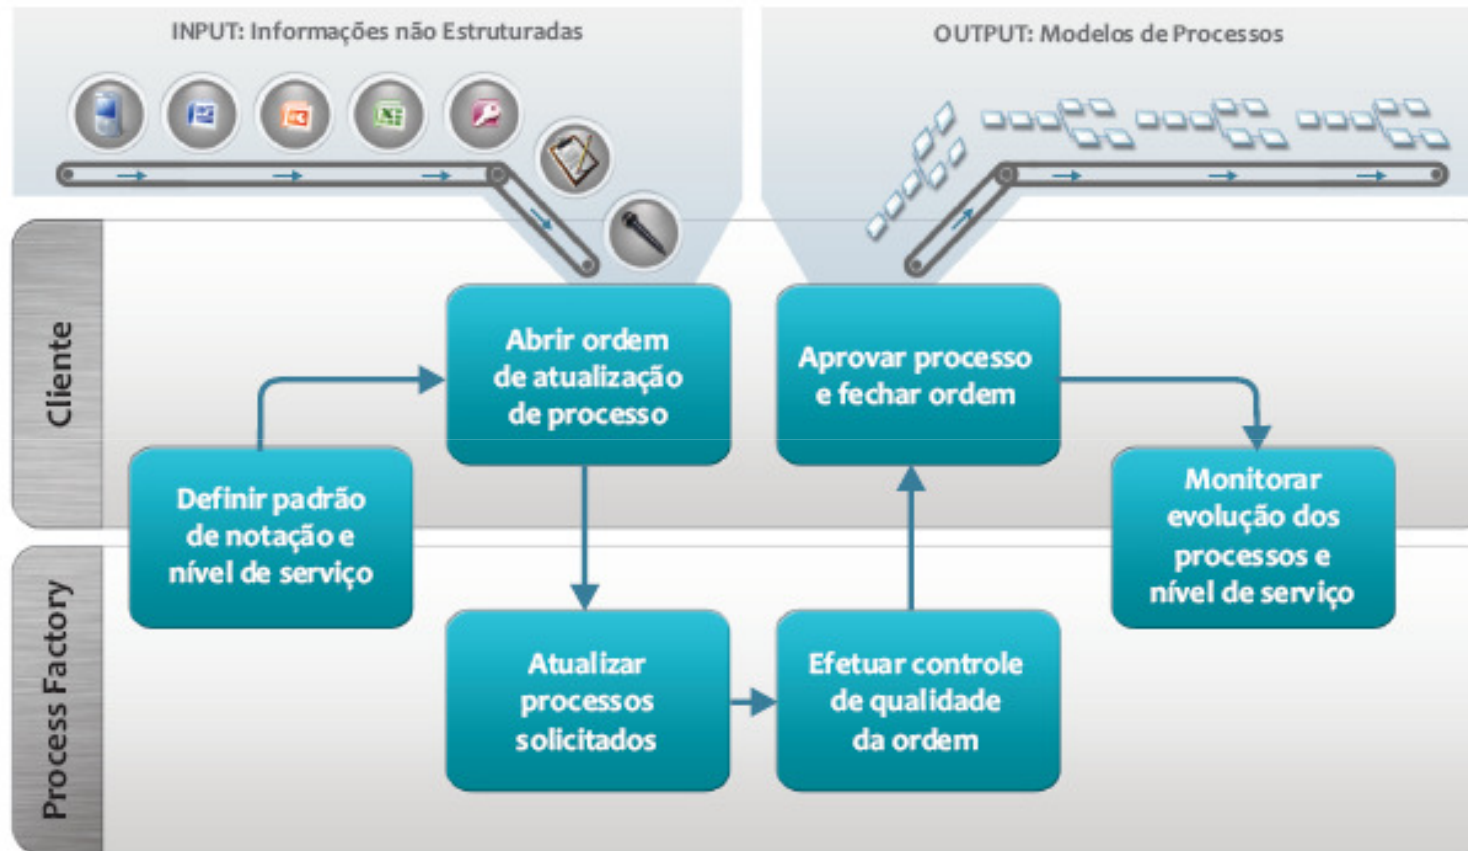 INPUT: Informações não Estruturadas
OUTPUT: Modelos de Processos
Cliente
Abrir ordem
de atualização
de processo
Aprovar processo
e fechar ordem
Definir padrão
de notação e
nível de serviço
Monitorar
evolução dos
processos e
nível de serviço
Process Factory
Atualizar
processos
solicitados
Efetuar controle
de qualidade
da ordem